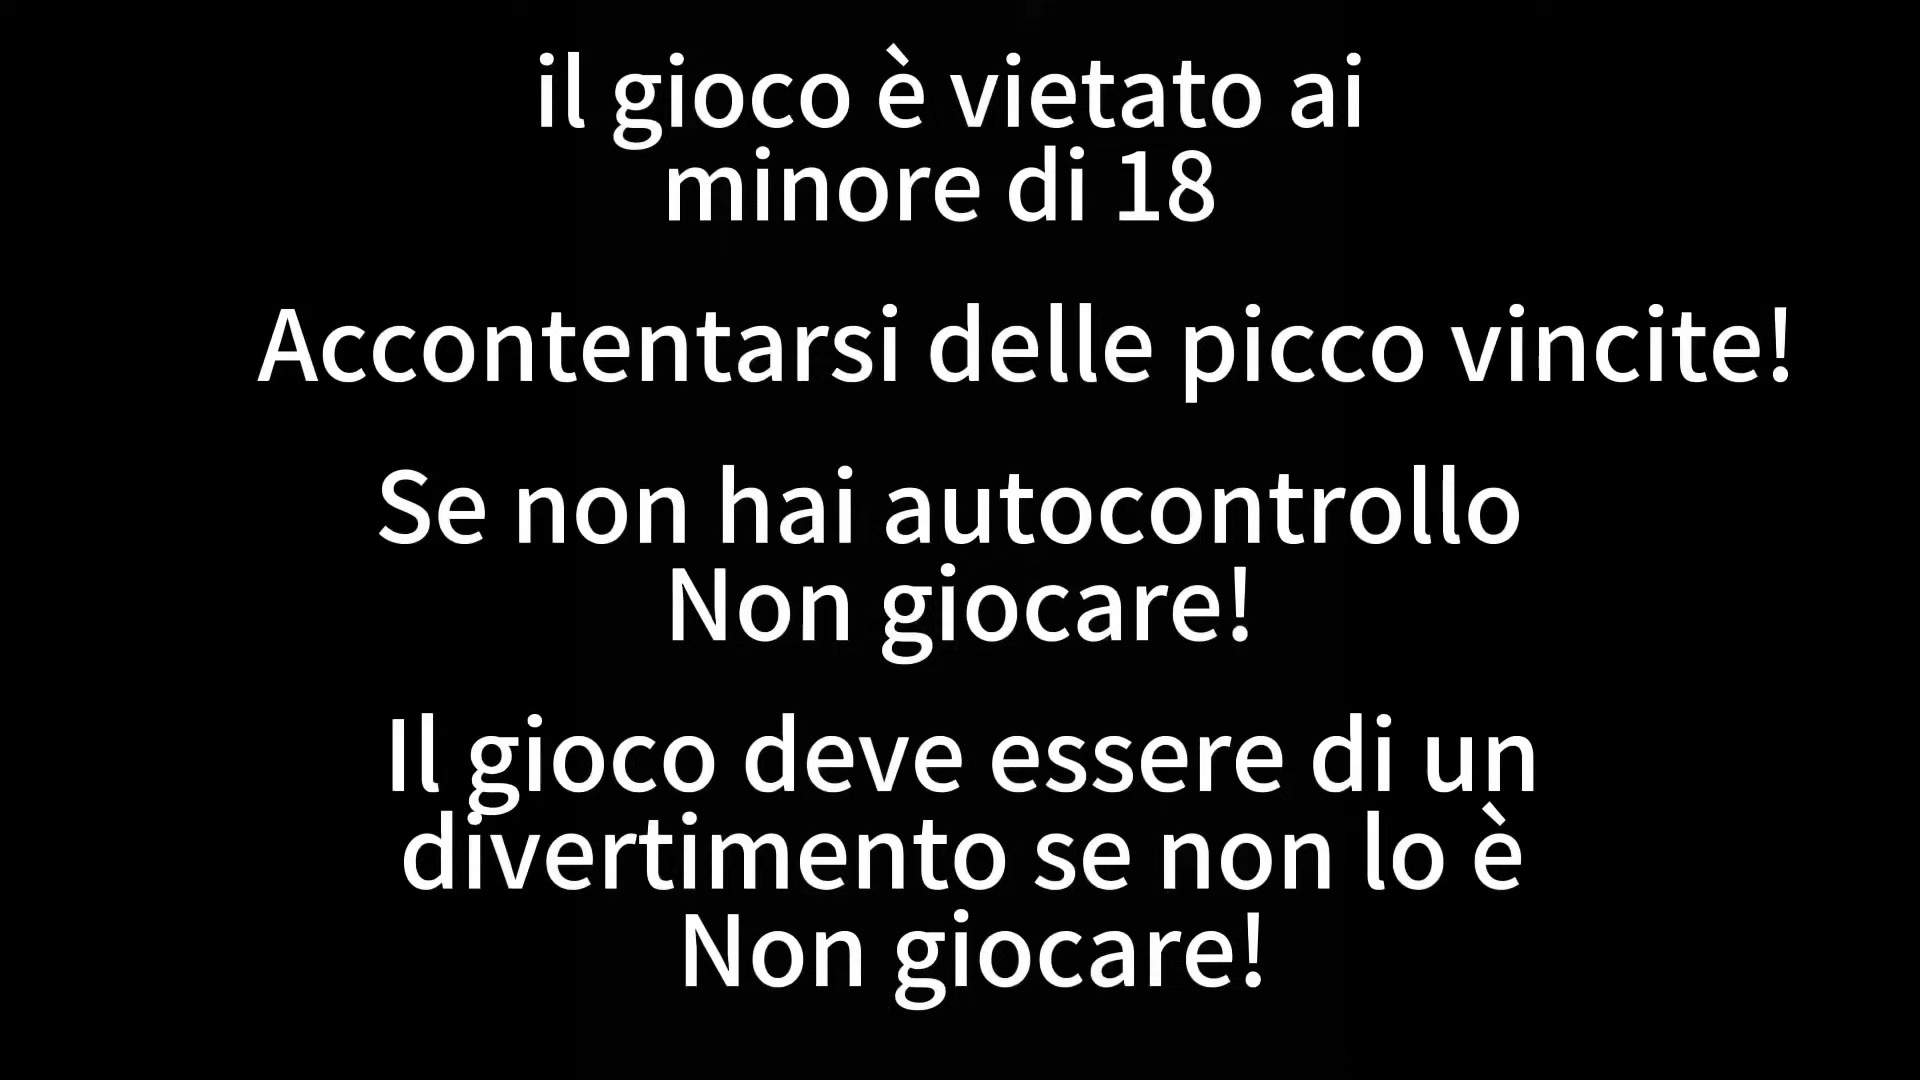 il gioco è vietato ai
minore di 18
Accontentarsi delle picco vincite!
Se non hai autocontrollo
Non giocare!
Il gioco deve essere di un
divertimento se non lo è
Non giocare!